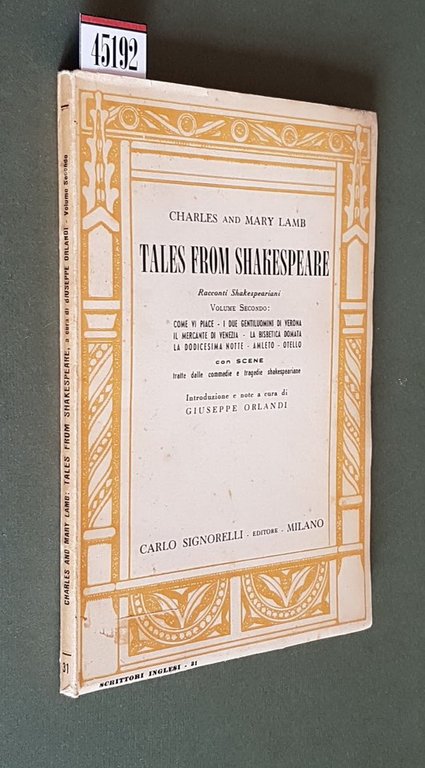 45192
CHARLES AND MARY LAMB
TALES FROM SHAKESPEARE
Racconti Shakespeariani
VOLUME SECONDO:
COME VI PIACE - I DUE GENTILUOMINI DI VERONA
IL MERCANTE DI VENEZIA - LA BISBETICA DOMATA
LA DODICESIMA NOTTE - AMLETO - OTELLO
con SCENE
tratte dalle commedie e tragedie shakespeariane
Introduzione e note a cura di
GIUSEPPE ORLANDI
CARLO SIGNORELLI - EDITORE - MILANO
SCRITTORI INGLESI - 31
CHARLES AND MARY LAMB: TALES FROM SHAKESPEARE, a cura di GIUSEPPE ORLANDI - Volume Secondo
31